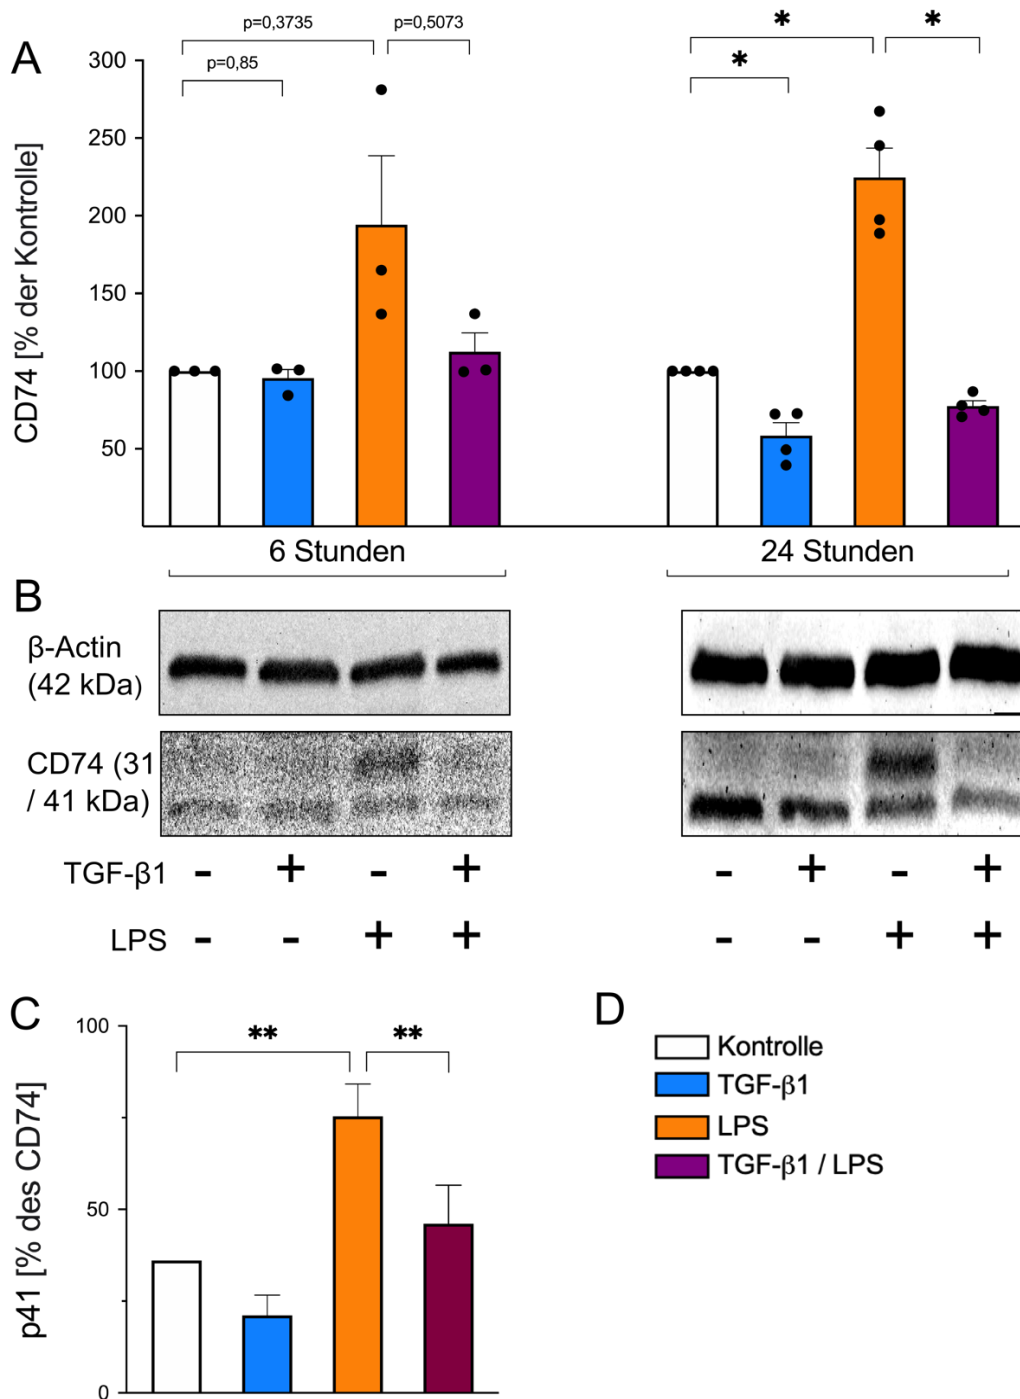 A
p=0,3735
p=0,5073
p=0,85
* * *
CD74 [% der Kontrolle]
300
250
200
150
100
50
6 Stunden
24 Stunden
B
β-Actin
(42 kDa)
CD74 (31
/ 41 kDa)
TGF-β1 - + - + - + - +
LPS - - + + - - + +
C
p41 [% des CD74]
100
50
0
** **
D
Kontrolle
TGF-β1
LPS
TGF-β1 / LPS